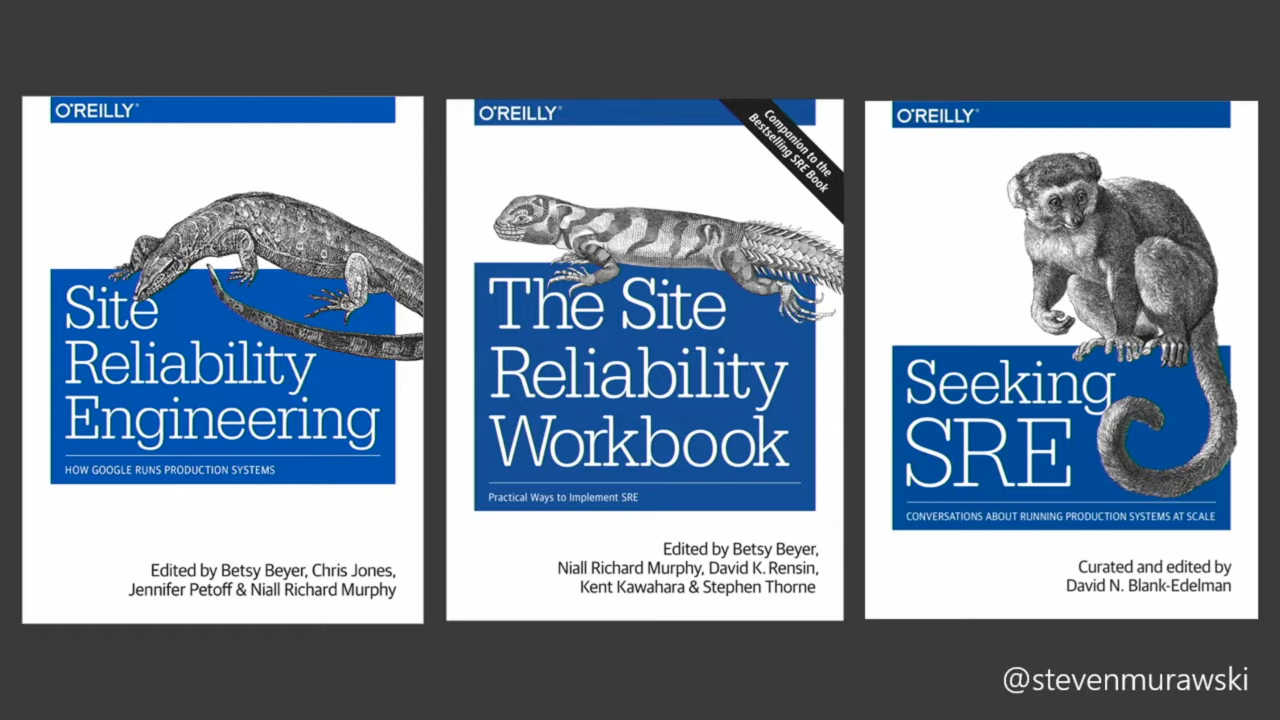 O'REILLY®
Site
Reliability
Engineering
HOW GOOGLE RUNS PRODUCTION SYSTEMS
Edited by Betsy Beyer, Chris Jones,
Jennifer Petoff & Niall Richard Murphy
O'REILLY®
Companion to the
Bestselling SRE Book
The Site
Reliability
Workbook
Practical Ways to Implement SRE
Edited by Betsy Beyer,
Niall Richard Murphy, David K. Rensin,
Kent Kawahara & Stephen Thorne
O'REILLY®
Seeking
SRE
CONVERSATIONS ABOUT RUNNING PRODUCTION SYSTEMS AT SCALE
Curated and edited by
David N. Blank-Edelman
@stevenmurawski